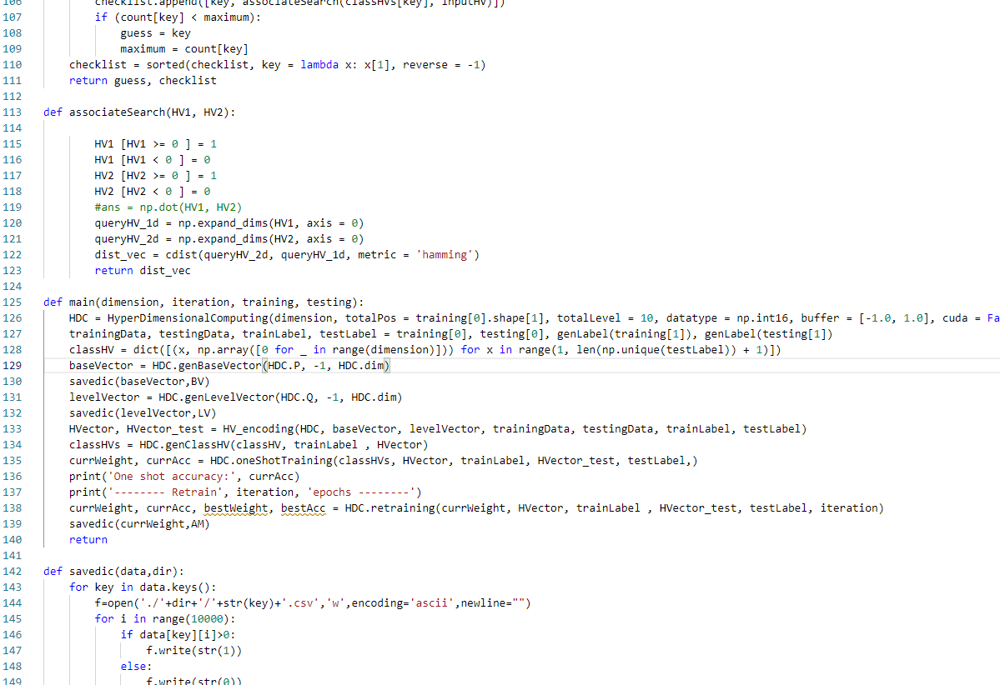 106 checklist.append([key, associateSearch(classHVs[key], inputHV)])
107 if (count[key] < maximum):
108 guess = key
109 maximum = count[key]
110 checklist = sorted(checklist, key = lambda x: x[1], reverse = -1)
111 return guess, checklist
112
113 def associateSearch(HV1, HV2):
114
115 HV1 [HV1 >= 0 ] = 1
116 HV1 [HV1 < 0 ] = 0
117 HV2 [HV2 >= 0 ] = 1
118 HV2 [HV2 < 0 ] = 0
119 #ans = np.dot(HV1, HV2)
120 queryHV_1d = np.expand_dims(HV1, axis = 0)
121 queryHV_2d = np.expand_dims(HV2, axis = 0)
122 dist_vec = cdist(queryHV_2d, queryHV_1d, metric = 'hamming')
123 return dist_vec
124
125 def main(dimension, iteration, training, testing):
126 HDC = HyperDimensionalComputing(dimension, totalPos = training[0].shape[1], totalLevel = 10, datatype = np.int16, buffer = [-1.0, 1.0], cuda = Fa
127 trainingData, testingData, trainLabel, testLabel = training[0], testing[0], genLabel(training[1]), genLabel(testing[1])
128 classHV = dict([(x, np.array([0 for _ in range(dimension)])) for x in range(1, len(np.unique(testLabel)) + 1)])
129 baseVector = HDC.genBaseVector(HDC.P, -1, HDC.dim)
130 savedic(baseVector,BV)
131 levelVector = HDC.genLevelVector(HDC.Q, -1, HDC.dim)
132 savedic(levelVector,LV)
133 HVector, HVector_test = HV_encoding(HDC, baseVector, levelVector, trainingData, testingData, trainLabel, testLabel)
134 classHVs = HDC.genClassHV(classHV, trainLabel , HVector)
135 currWeight, currAcc = HDC.oneShotTraining(classHVs, HVector, trainLabel, HVector_test, testLabel,)
136 print('One shot accuracy:', currAcc)
137 print('-------- Retrain', iteration, 'epochs --------')
138 currWeight, currAcc, bestWeight, bestAcc = HDC.retraining(currWeight, HVector, trainLabel , HVector_test, testLabel, iteration)
139 savedic(currWeight,AM)
140 return
141
142 def savedic(data,dir):
143 for key in data.keys():
144 f=open('./'+dir+'/'+str(key)+'.csv','w',encoding='ascii',newline="")
145 for i in range(10000):
146 if data[key][i]>0:
147 f.write(str(1))
148 else:
149 f.write(str(0))